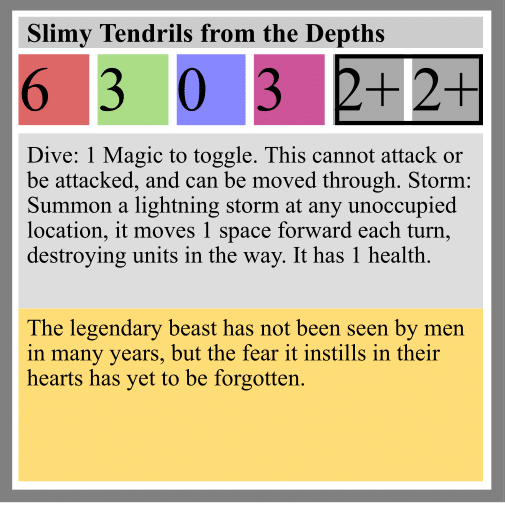 Slimy Tendrils from the Depths
6 3 0 3 2+ 2+
Dive: 1 Magic to toggle. This cannot attack or
be attacked, and can be moved through. Storm:
Summon a lightning storm at any unoccupied
location, it moves 1 space forward each turn,
destroying units in the way. It has 1 health.
The legendary beast has not been seen by men
in many years, but the fear it instills in their
hearts has yet to be forgotten.